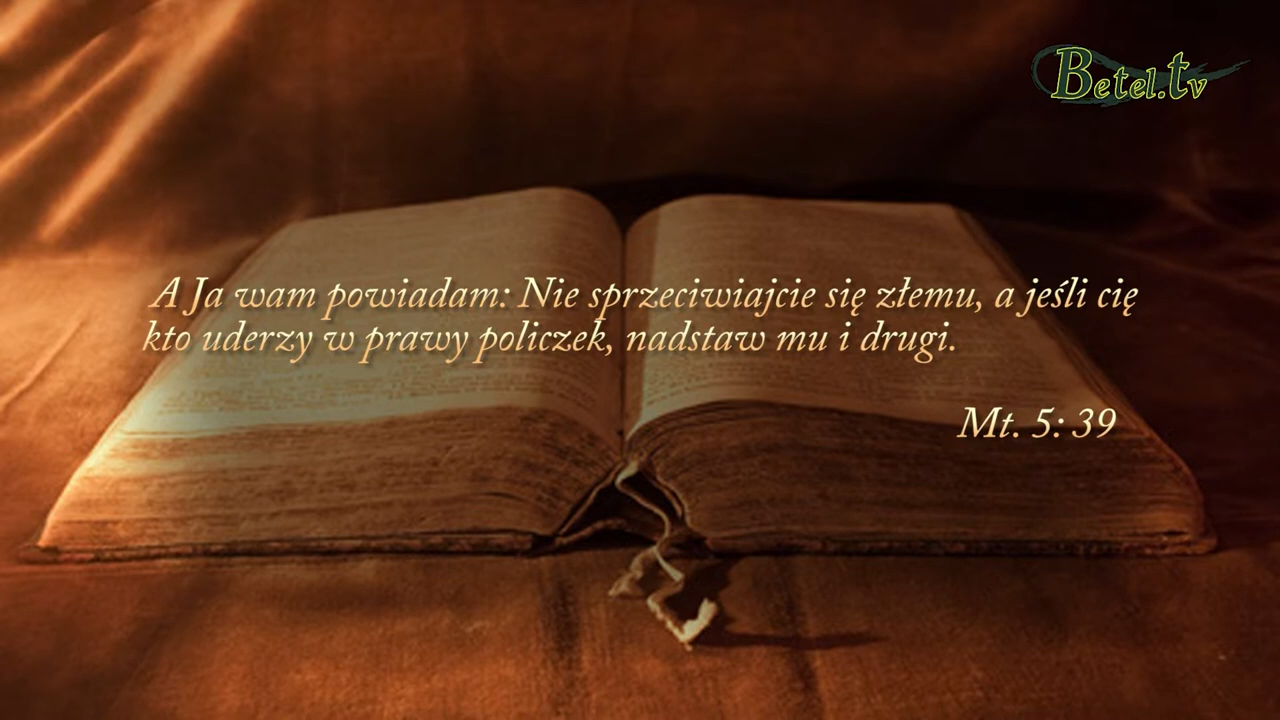 Betel.tv
A Ja wam powiadam: Nie sprzeciwiajcie się złemu, a jeśli cię
kto uderzy w prawy policzek, nadstaw mu i drugi.
Mt. 5: 39